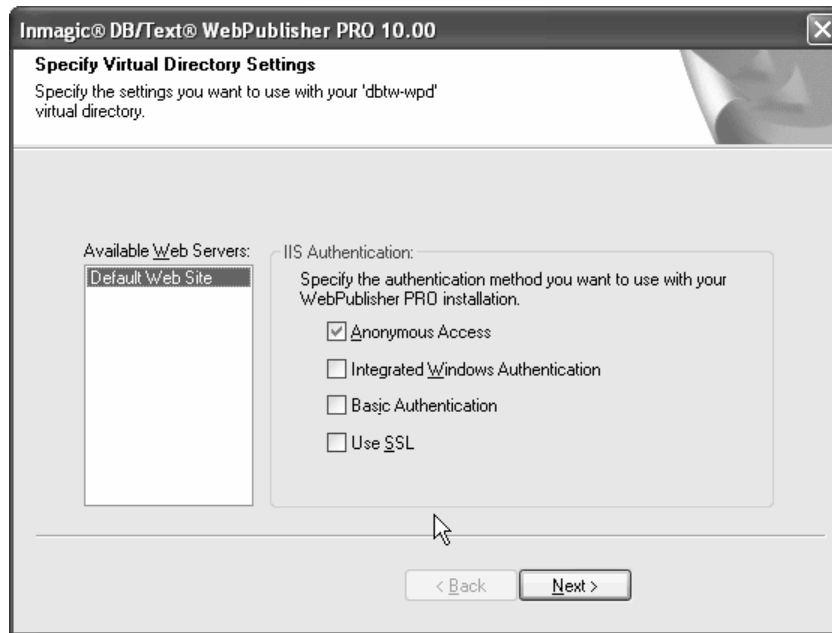 Inmagic® DB/Text® WebPublisher PRO 10.00
Specify Virtual Directory Settings
Specify the settings you want to use with your 'dbtw-wpd'
virtual directory.
Available Web Servers:
Default Web Site
IIS Authentication:
Specify the authentication method you want to use with your
WebPublisher PRO installation.
Anonymous Access
Integrated Windows Authentication
Basic Authentication
Use SSL
< Back
Next >